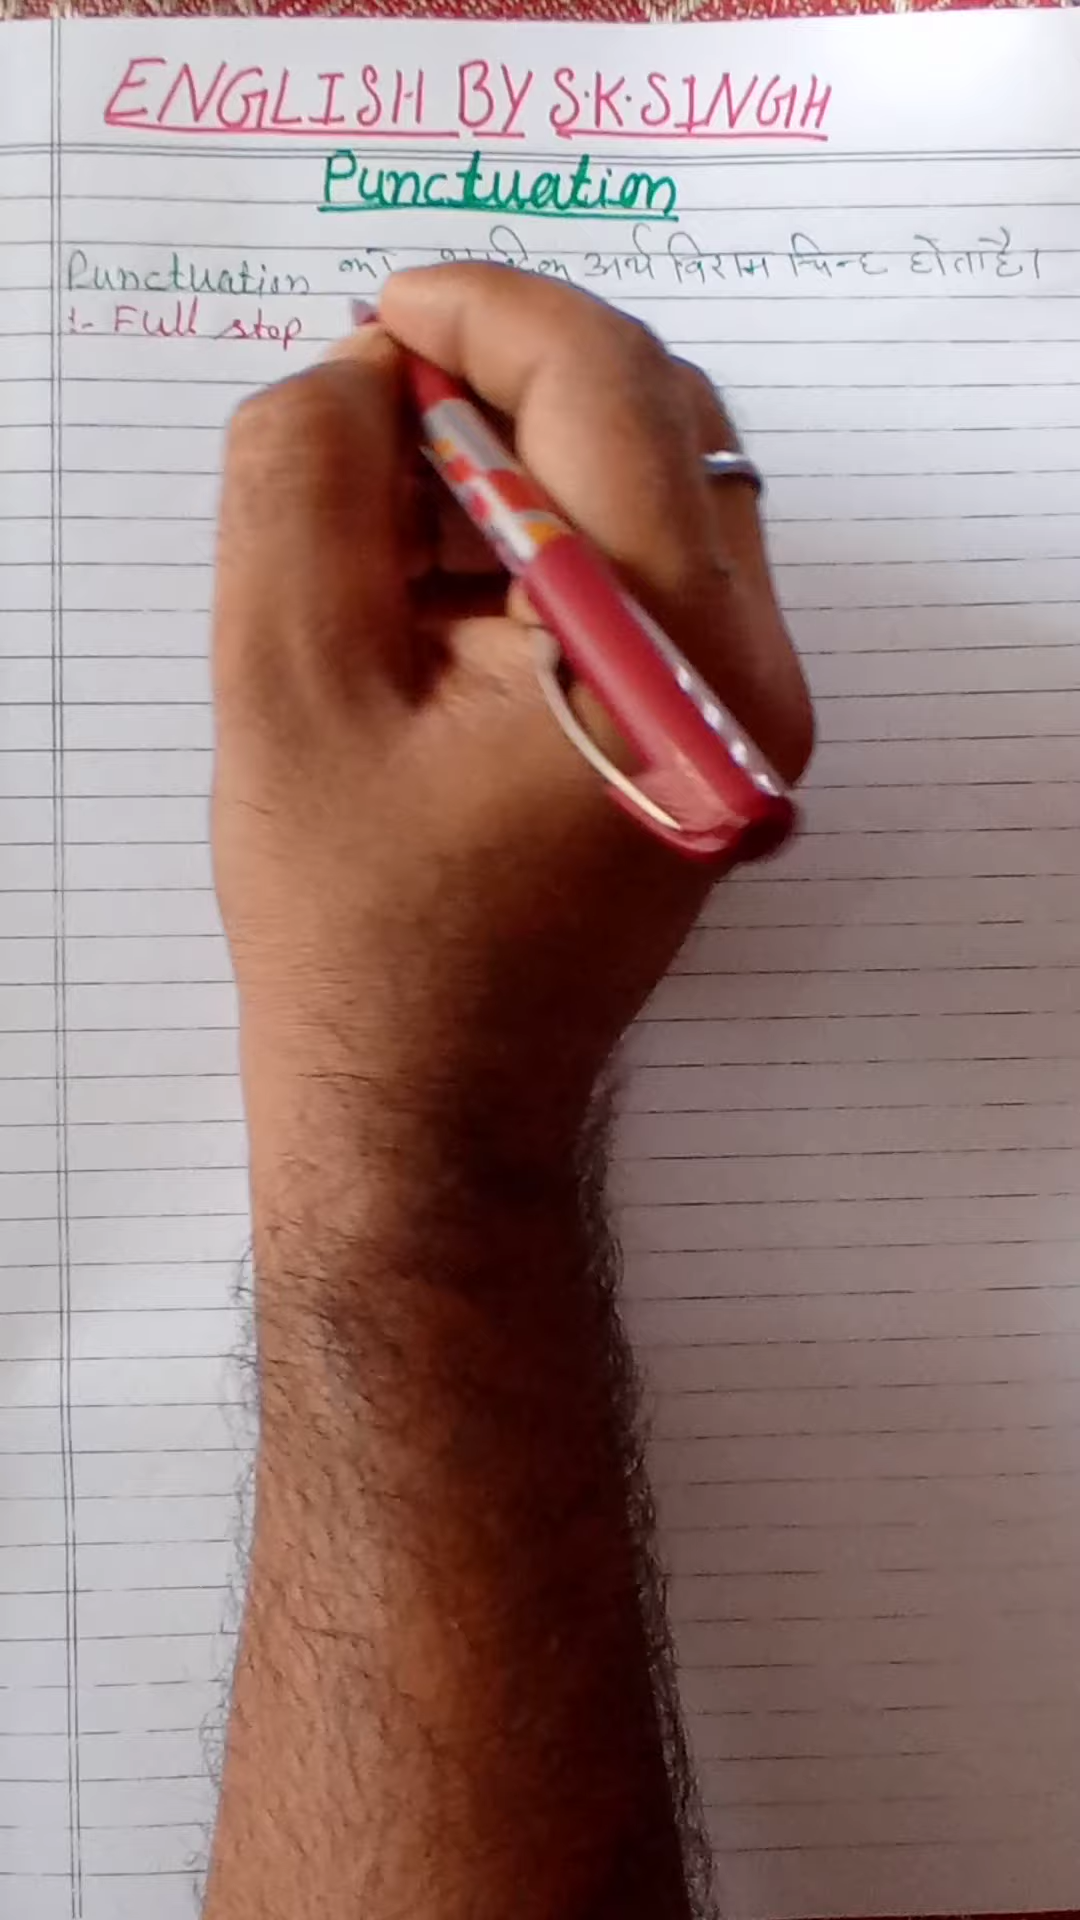 ENGLISH BY S.K.SINGH
Punctuation
Punctuation का शाब्दिक अर्थ विराम चिन्ह होता है।
1:- Full stop